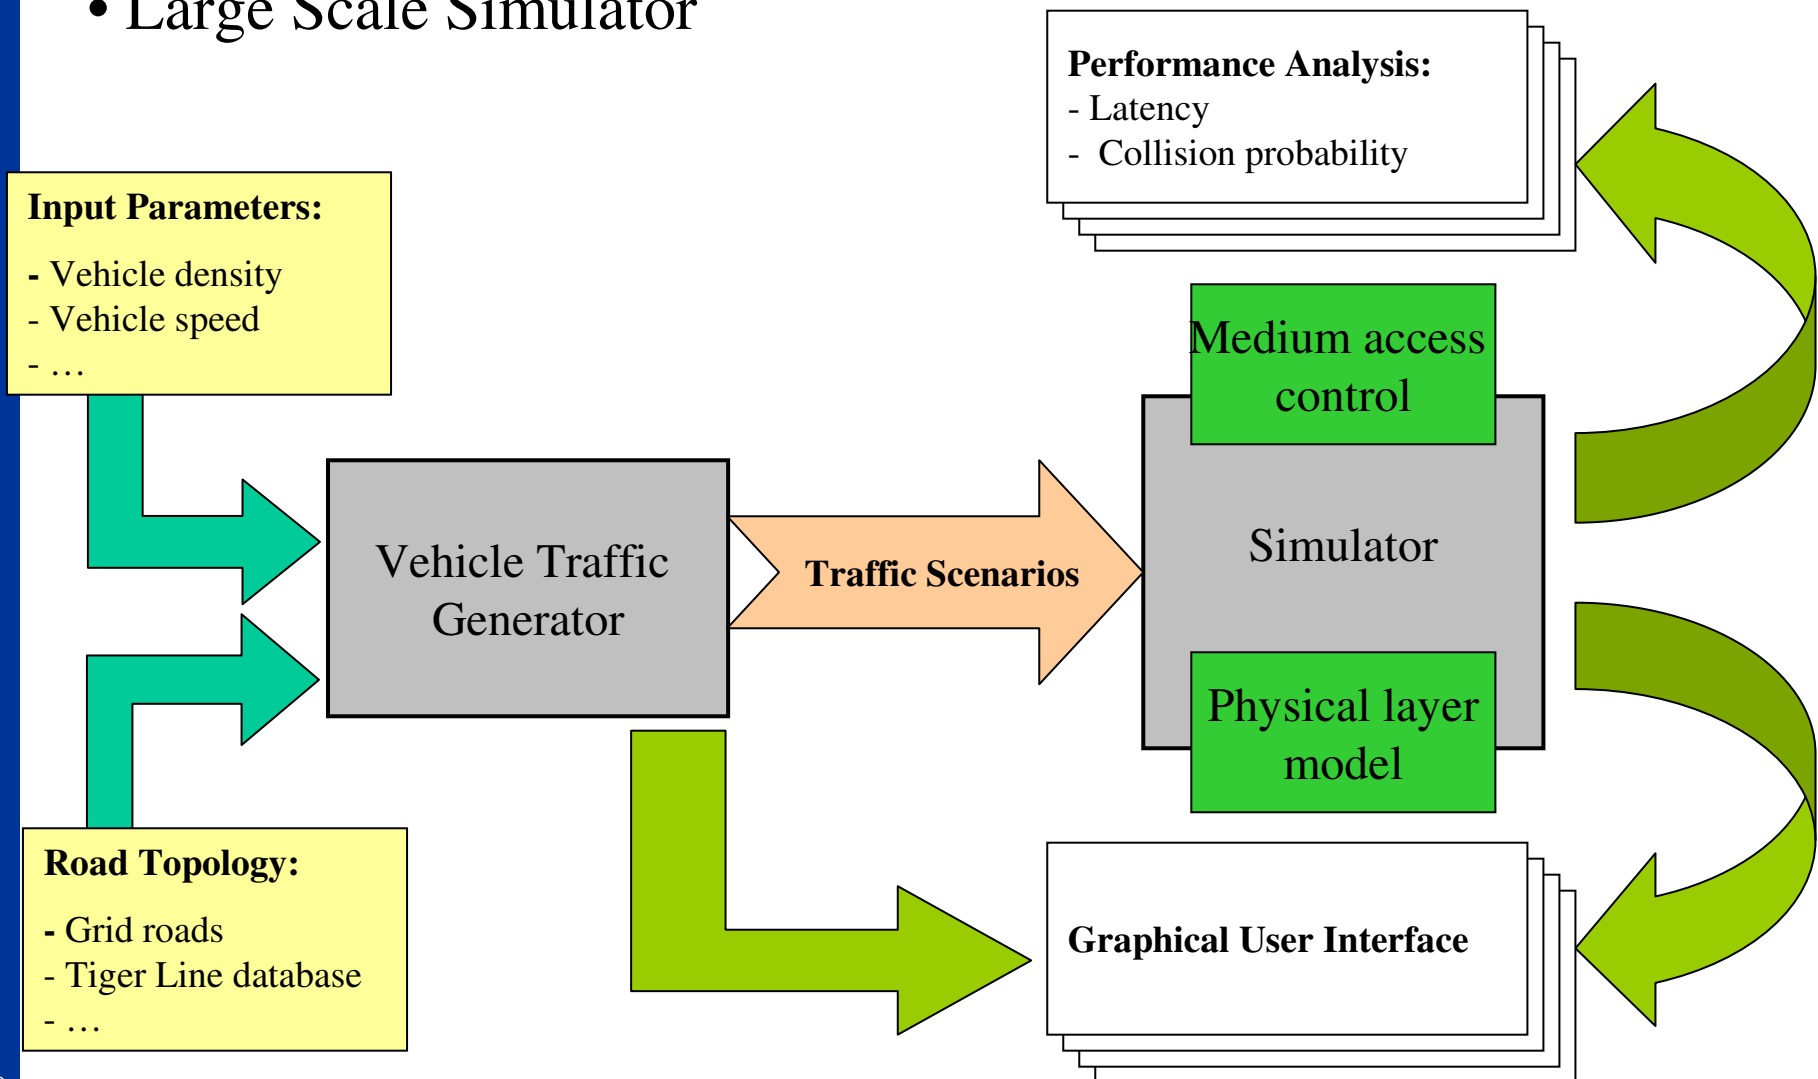 • Large Scale Simulator
Performance Analysis:
- Latency
- Collision probability
Input Parameters:
- Vehicle density
- Vehicle speed
- …
Medium access
control
Vehicle Traffic
Generator
Traffic Scenarios
Simulator
Physical layer
model
Road Topology:
- Grid roads
- Tiger Line database
- …
Graphical User Interface